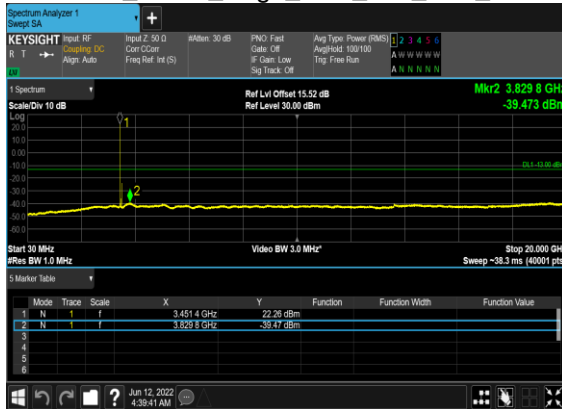 Spectrum Analyzer 1
Swept SA
+
KEYSIGHT
R T
LXI
Input: RF
Coupling: DC
Align: Auto
Input Z: 50 Ω
Corr CCorr
Freq Ref: Int (S)
#Atten: 30 dB
PNO: Fast
Gate: Off
IF Gain: Low
Sig Track: Off
Avg Type: Power (RMS)
Avg|Hold: 100/100
Trig: Free Run
1 2 3 4 5 6
A W W W W W
A N N N N N
1 Spectrum
Scale/Div 10 dB
Ref Lvl Offset 15.52 dB
Ref Level 30.00 dBm
Mkr2 3.829 8 GHz
-39.473 dBm
Log
20.0
10.0
0.00
-10.0
-20.0
-30.0
-40.0
-50.0
-60.0
1
2
DL1 -13.00 dBm
Start 30 MHz
#Res BW 1.0 MHz
Video BW 3.0 MHz*
Stop 20.000 GHz
Sweep ~38.3 ms (40001 pts)
5 Marker Table
Mode Trace Scale X Y Function Function Width Function Value
1 N 1 f 3.451 4 GHz 22.26 dBm
2 N 1 f 3.829 8 GHz -39.47 dBm
3
4
5
6
?
Jun 12, 2022
4:39:41 AM